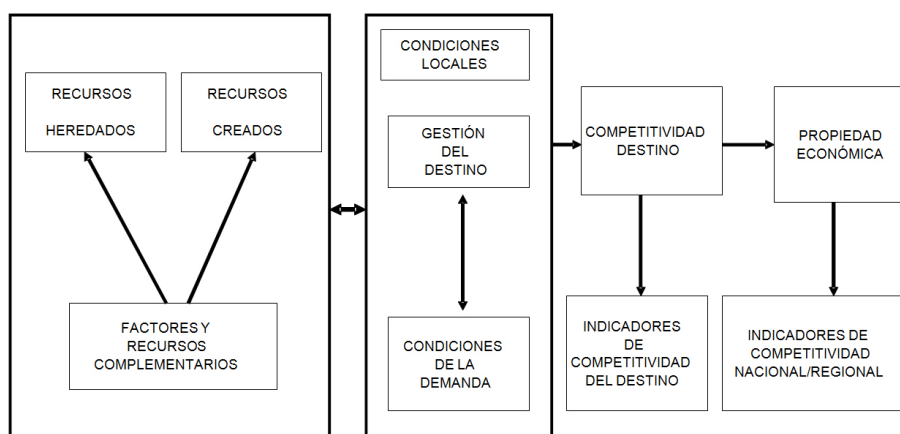 RECURSOS
HEREDADOS
RECURSOS
CREADOS
FACTORES Y
RECURSOS
COMPLEMENTARIOS
CONDICIONES
LOCALES
GESTIÓN
DEL
DESTINO
CONDICIONES
DE LA
DEMANDA
COMPETITIVIDAD
DESTINO
PROPIEDAD
ECONÓMICA
INDICADORES
DE
COMPETITIVIDAD
DEL DESTINO
INDICADORES DE
COMPETITIVIDAD
NACIONAL/REGIONAL